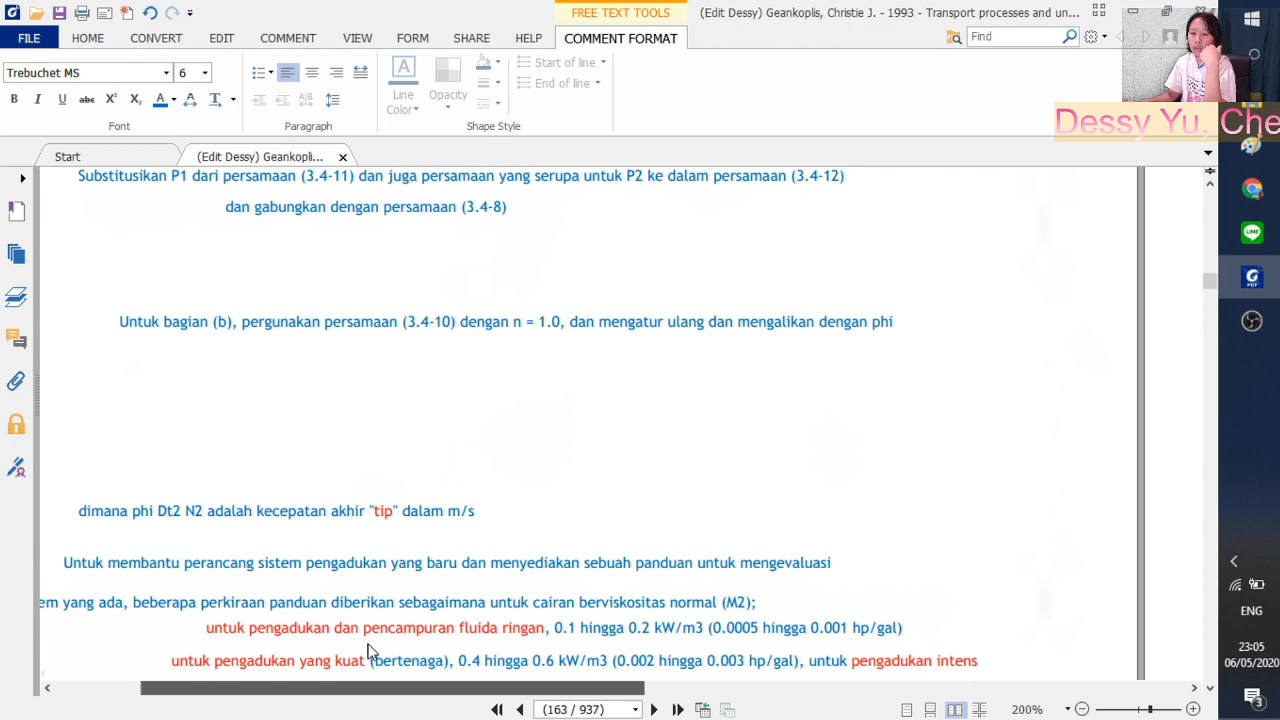 FREE TEXT TOOLS
(Edit Dessy) Geankoplis, Christie J. - 1993 - Transport processes and un...
FILE HOME CONVERT EDIT COMMENT VIEW FORM SHARE HELP COMMENT FORMAT
Find
Trebuchet MS 6
Line Color
Opacity
Start of line
End of line
Font Paragraph Shape Style
Dessy Yu, Che
Start (Edit Dessy) Geankopli...
Substitusikan P1 dari persamaan (3.4-11) dan juga persamaan yang serupa untuk P2 ke dalam persamaan (3.4-12)
dan gabungkan dengan persamaan (3.4-8)
Untuk bagian (b), pergunakan persamaan (3.4-10) dengan n = 1.0, dan mengatur ulang dan mengalikan dengan phi
dimana phi Dt2 N2 adalah kecepatan akhir "tip" dalam m/s
Untuk membantu perancang sistem pengadukan yang baru dan menyediakan sebuah panduan untuk mengevaluasi
em yang ada, beberapa perkiraan panduan diberikan sebagaimana untuk cairan berviskositas normal (M2);
untuk pengadukan dan pencampuran fluida ringan, 0.1 hingga 0.2 kW/m3 (0.0005 hingga 0.001 hp/gal)
untuk pengadukan yang kuat (bertenaga), 0.4 hingga 0.6 kW/m3 (0.002 hingga 0.003 hp/gal), untuk pengadukan intens
(163 / 937)
200%
LINE
PDF
ENG
23:05
06/05/2020
3